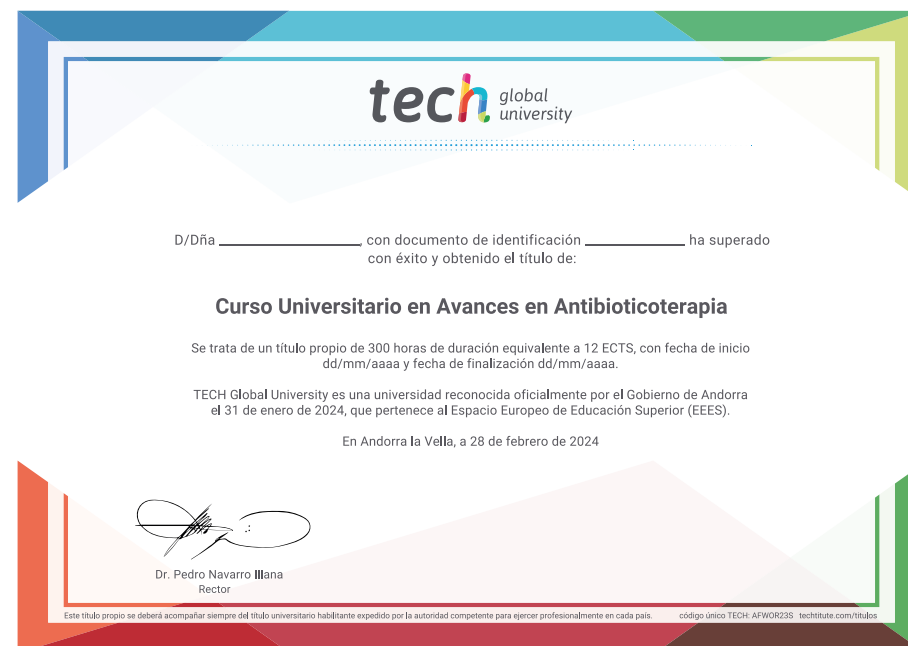 tech global university
D/Dña ____________________, con documento de identificación ______________ ha superado
con éxito y obtenido el título de:
Curso Universitario en Avances en Antibioticoterapia
Se trata de un título propio de 300 horas de duración equivalente a 12 ECTS, con fecha de inicio
dd/mm/aaaa y fecha de finalización dd/mm/aaaa.
TECH Global University es una universidad reconocida oficialmente por el Gobierno de Andorra
el 31 de enero de 2024, que pertenece al Espacio Europeo de Educación Superior (EEES).
En Andorra la Vella, a 28 de febrero de 2024
Dr. Pedro Navarro Illana
Rector
Este título propio se deberá acompañar siempre del título universitario habilitante expedido por la autoridad competente para ejercer profesionalmente en cada país. código único TECH: AFWOR23S techtitute.com/titulos